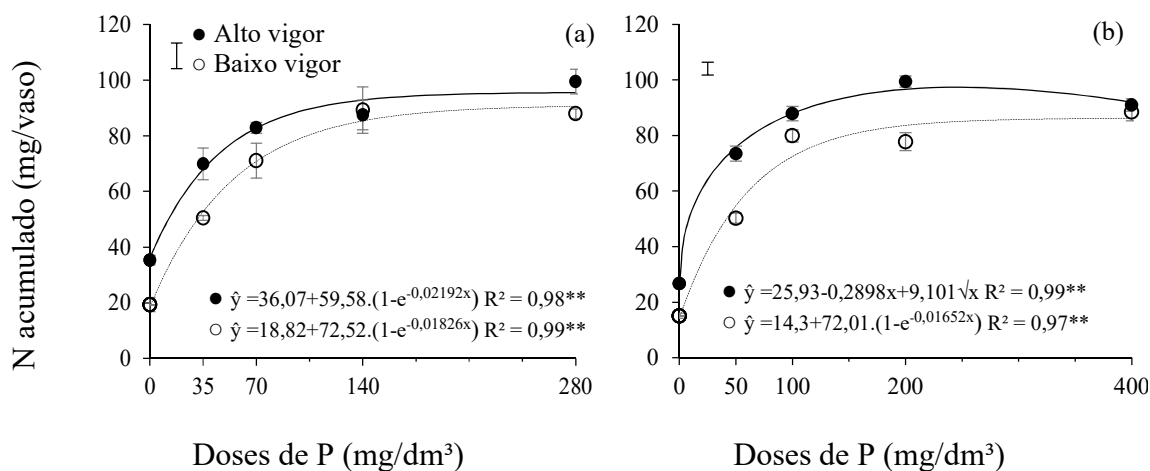 N acumulado (mg/vaso)
120
100
80
60
40
20
0
Alto vigor
Baixo vigor
(a)
ŷ =36,07+59,58.(1-e^-0,02192x) R² = 0,98**
ŷ =18,82+72,52.(1-e^-0,01826x) R² = 0,99**
0 35 70 140 280
Doses de P (mg/dm³)
120
100
80
60
40
20
0
(b)
ŷ =25,93-0,2898x+9,101√x R² = 0,99**
ŷ =14,3+72,01.(1-e^-0,01652x) R² = 0,97**
0 50 100 200 400
Doses de P (mg/dm³)